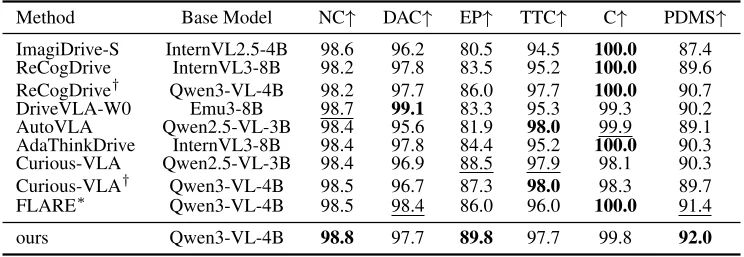 Method Base Model NC↑ DAC↑ EP↑ TTC↑ C↑ PDMS↑
ImagiDrive-S InternVL2.5-4B 98.6 96.2 80.5 94.5 100.0 87.4
ReCogDrive InternVL3-8B 98.2 97.8 83.5 95.2 100.0 89.6
ReCogDrive† Qwen3-VL-4B 98.2 97.7 86.0 97.7 100.0 90.7
DriveVLA-W0 Emu3-8B 98.7 99.1 83.3 95.3 99.3 90.2
AutoVLA Qwen2.5-VL-3B 98.4 95.6 81.9 98.0 99.9 89.1
AdaThinkDrive InternVL3-8B 98.4 97.8 84.4 95.2 100.0 90.3
Curious-VLA Qwen2.5-VL-3B 98.4 96.9 88.5 97.9 98.1 90.3
Curious-VLA† Qwen3-VL-4B 98.5 96.7 87.3 98.0 98.3 89.7
FLARE* Qwen3-VL-4B 98.5 98.4 86.0 96.0 100.0 91.4
ours Qwen3-VL-4B 98.8 97.7 89.8 97.7 99.8 92.0